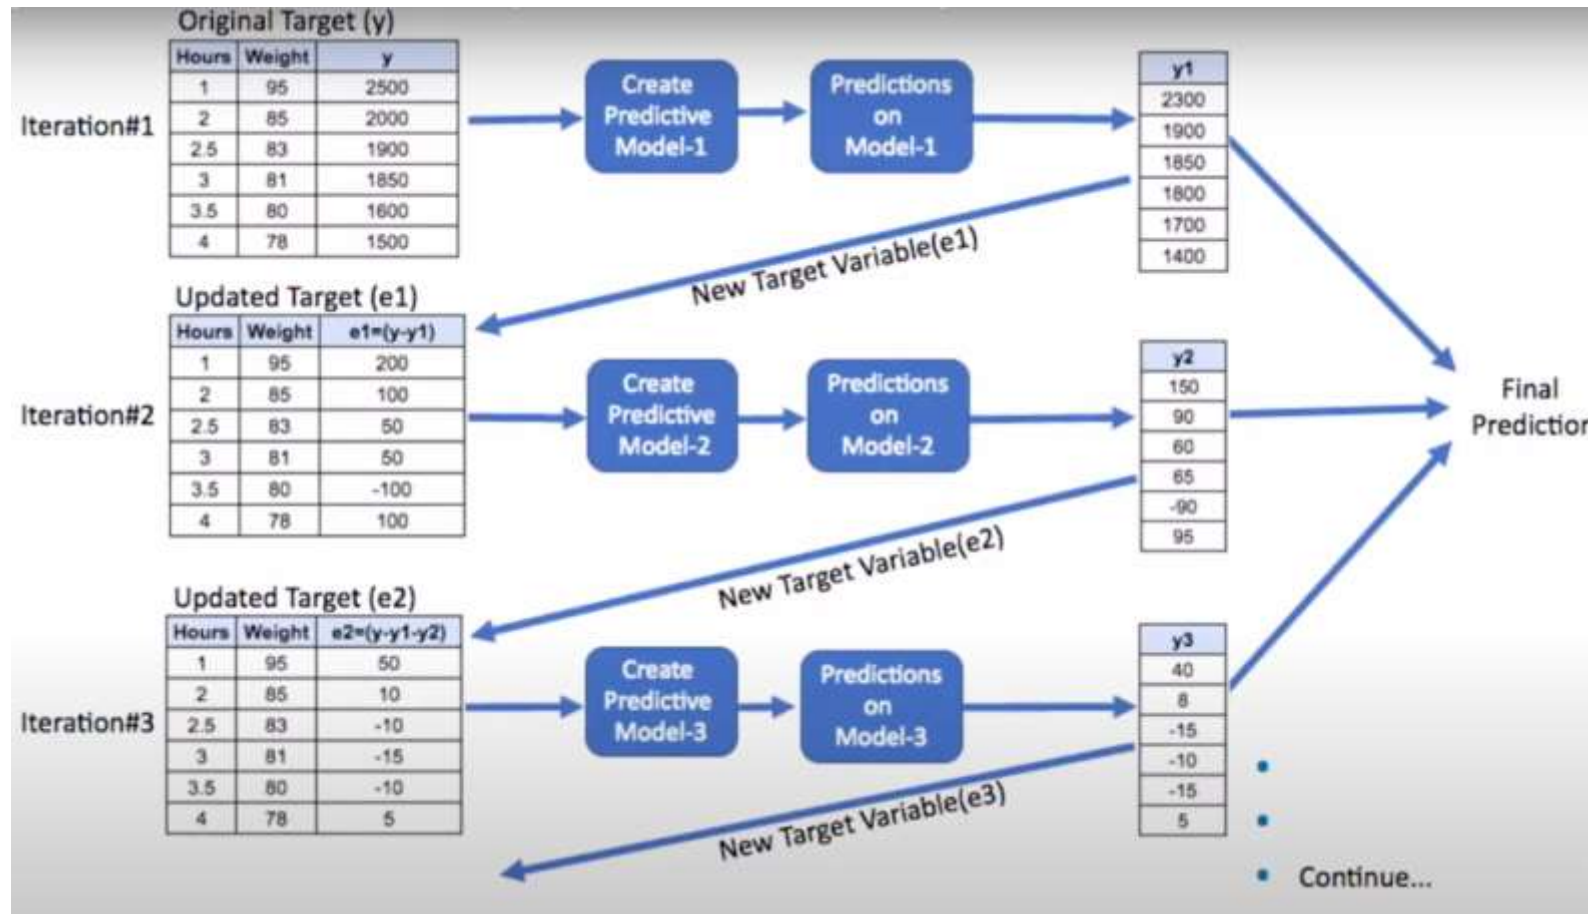 Original Target (y)
Hours Weight y
1 95 2500
2 85 2000
2.5 83 1900
3 81 1850
3.5 80 1600
4 78 1500
Iteration#1
Create
Predictive
Model-1
Predictions
on
Model-1
y1
2300
1900
1850
1800
1700
1400
New Target Variable(e1)
Updated Target (e1)
Hours Weight e1=(y-y1)
1 95 200
2 85 100
2.5 83 50
3 81 50
3.5 80 -100
4 78 100
Iteration#2
Create
Predictive
Model-2
Predictions
on
Model-2
y2
150
90
60
65
-90
95
Final
Prediction
New Target Variable(e2)
Updated Target (e2)
Hours Weight e2=(y-y1-y2)
1 95 50
2 85 10
2.5 83 -10
3 81 -15
3.5 80 -10
4 78 5
Iteration#3
Create
Predictive
Model-3
Predictions
on
Model-3
y3
40
8
-15
-10
-15
5
New Target Variable(e3)
Continue...